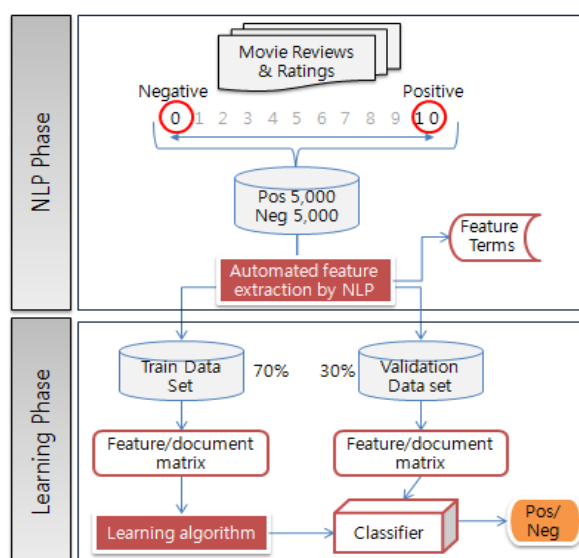 NLP Phase
Movie Reviews
& Ratings
Negative
Positive
0 1 2 3 4 5 6 7 8 9 10
Pos 5,000
Neg 5,000
Feature
Terms
Automated feature
extraction by NLP
Learning Phase
Train Data
Set
70%
30%
Validation
Data set
Feature/document
matrix
Feature/document
matrix
Learning algorithm
Classifier
Pos/
Neg